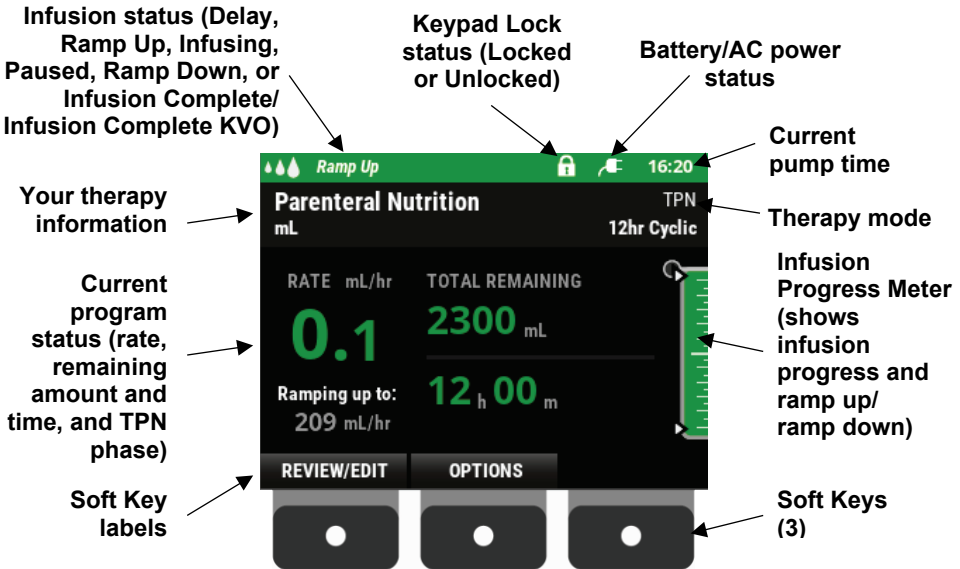 Infusion status (Delay,
Ramp Up, Infusing,
Paused, Ramp Down, or
Infusion Complete/
Infusion Complete KVO)
Keypad Lock
status (Locked
or Unlocked)
Battery/AC power
status
Current
pump time
Your therapy
information
Therapy mode
Current
program
status (rate,
remaining
amount and
time, and TPN
phase)
Infusion
Progress Meter
(shows
infusion
progress and
ramp up/
ramp down)
Soft Key
labels
Soft Keys
(3)
Ramp Up 16:20
Parenteral Nutrition TPN
mL 12hr Cyclic
RATE mL/hr TOTAL REMAINING
0.1 2300 mL
Ramping up to: 12 h 00 m
209 mL/hr
REVIEW/EDIT OPTIONS